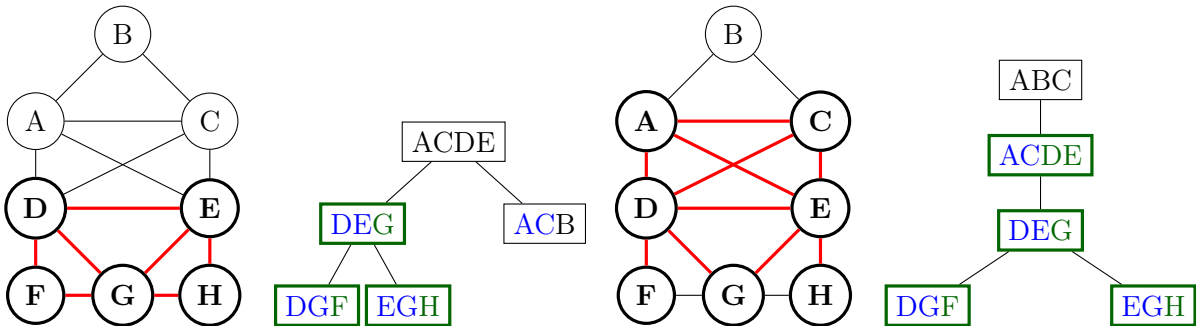 B
A C
D E
F G H
ACDE
DEG ACB
DGF EGH
B
A C
D E
F G H
ABC
ACDE
DEG
DGF EGH